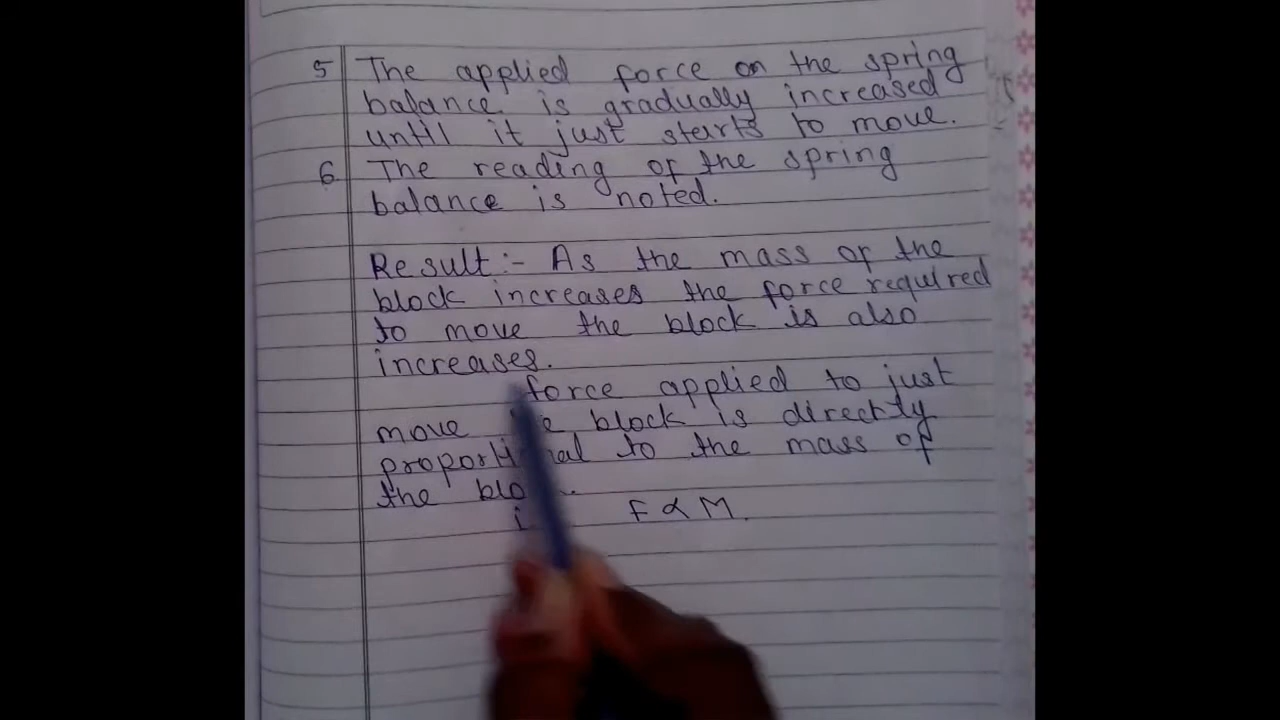 5 The applied force on the spring
balance is gradually increased
until it just starts to move.
6 The reading of the spring
balance is noted.
Result:- As the mass of the
block increases the force required
to move the block is also
increases.
force applied to just
move block is directly
to the mass of
the
F α M.